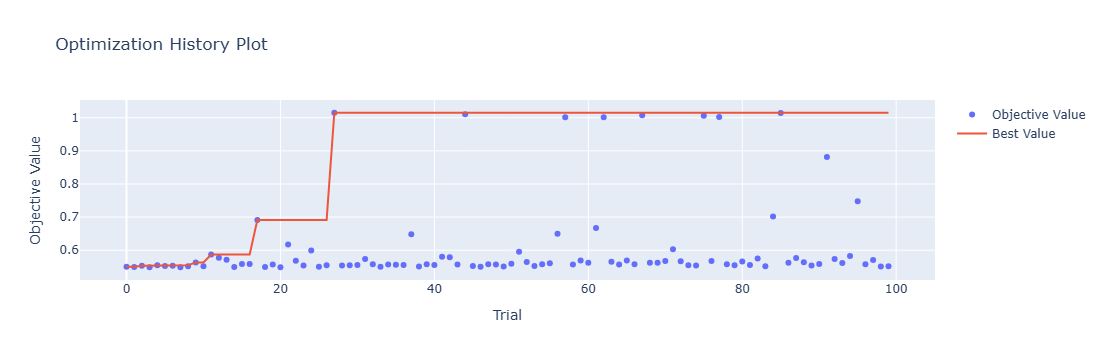 Optimization History Plot
Objective Value
1
0.9
0.8
0.7
0.6
0
20
40
60
80
100
Trial
Objective Value
Best Value